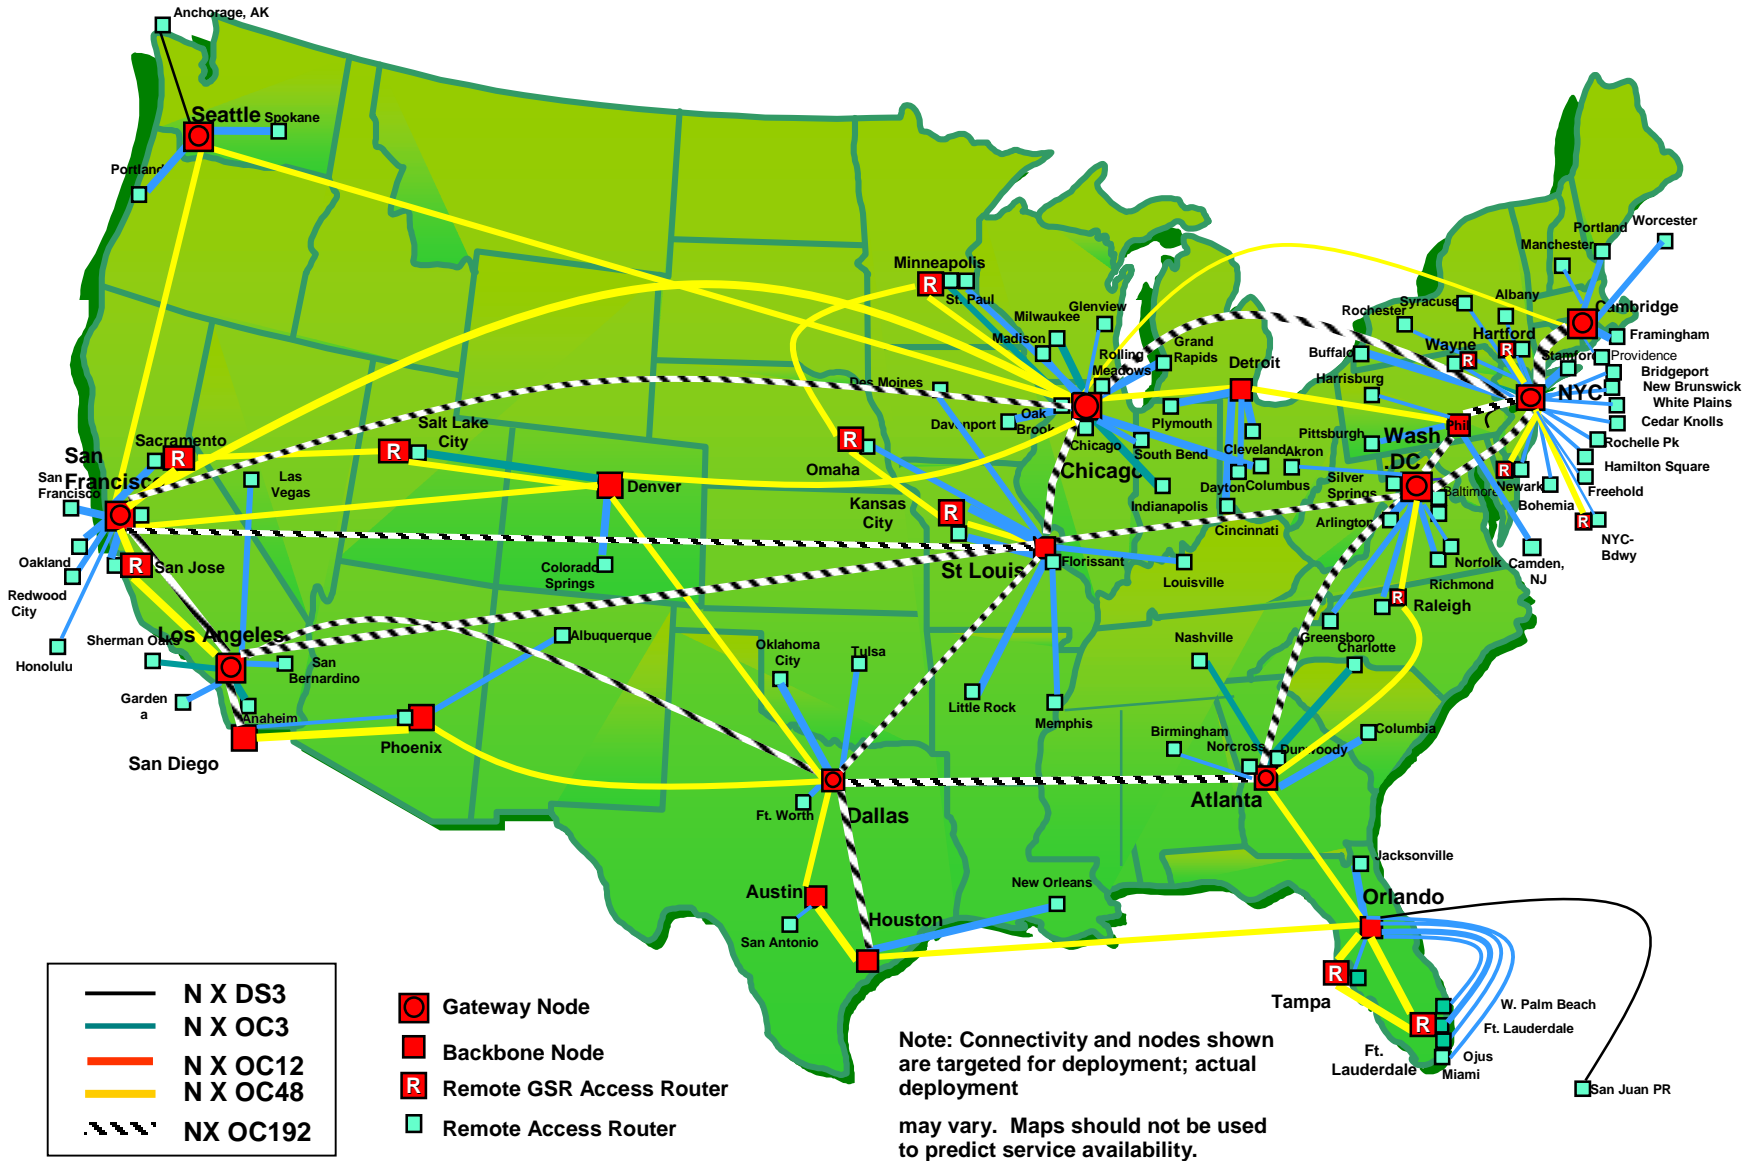 Anchorage, AK
Seattle
Spokane
Portland
Worcester
Portland
Manchester
Minneapolis
R
St. Paul
Glenview
Milwaukee
Madison
Rolling
Meadows
Grand
Rapids
Detroit
Syracuse
Albany
Rochester
Cambridge
Hartford
R
Wayne
R
Buffalo
Framingham
Stamford
Providence
Bridgeport
New Brunswick
White Plains
NYC
Cedar Knolls
Rochelle Pk
Hamilton Square
Freehold
Harrisburg
Pittsburgh
Phil
Des Moines
Davenport
Oak
Brook
Chicago
Chicago
Plymouth
South Bend
Cleveland
Akron
Dayton
Columbus
Indianapolis
Cincinnati
Wash
.DC
Silver
Springs
Baltimore
Arlington
R
Newark
Bohemia
R
NYC-
Bdwy
Camden,
NJ
Norfolk
Richmond
R
Raleigh
Greensboro
Charlotte
Salt Lake
City
R
Sacramento
R
San
Francisco
San
Francisco
Las
Vegas
Denver
R
Omaha
Kansas
City
R
St Louis
Florissant
Louisville
Colorado
Springs
Oakland
R
San Jose
Redwood
City
Honolulu
Los Angeles
Sherman Oaks
San
Bernardino
Garden
a
Anaheim
San Diego
Phoenix
Albuquerque
Oklahoma
City
Tulsa
Little Rock
Memphis
Nashville
Birmingham
Norcross
Dunwoody
Columbia
Atlanta
Ft. Worth
Dallas
Austin
San Antonio
Houston
New Orleans
Jacksonville
Orlando
R
Tampa
R
Ft.
Lauderdale
W. Palm Beach
Ft. Lauderdale
Ojus
Miami
San Juan PR
N X DS3
N X OC3
N X OC12
N X OC48
NX OC192
Gateway Node
Backbone Node
R
Remote GSR Access Router
Remote Access Router
Note: Connectivity and nodes shown
are targeted for deployment; actual
deployment
may vary. Maps should not be used
to predict service availability.